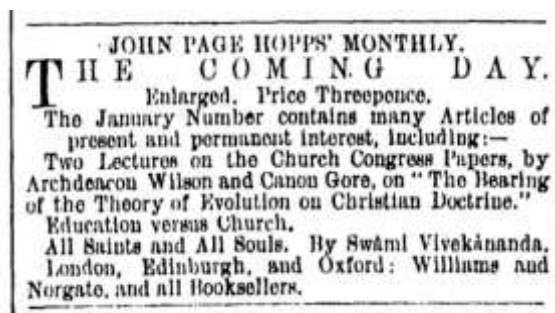 JOHN PAGE HOPPS' MONTHLY.
THE COMING DAY.
Enlarged. Price Threepence.
The January Number contains many Articles of
present and permanent interest, including:—
Two Lectures on the Church Congress Papers, by
Archdeacon Wilson and Canon Gore, on "The Bearing
of the Theory of Evolution on Christian Doctrine."
Education versus Church.
All Saints and All Souls. By Swâmi Vivekânanda.
London, Edinburgh, and Oxford: Williams and
Norgate, and all Booksellers.